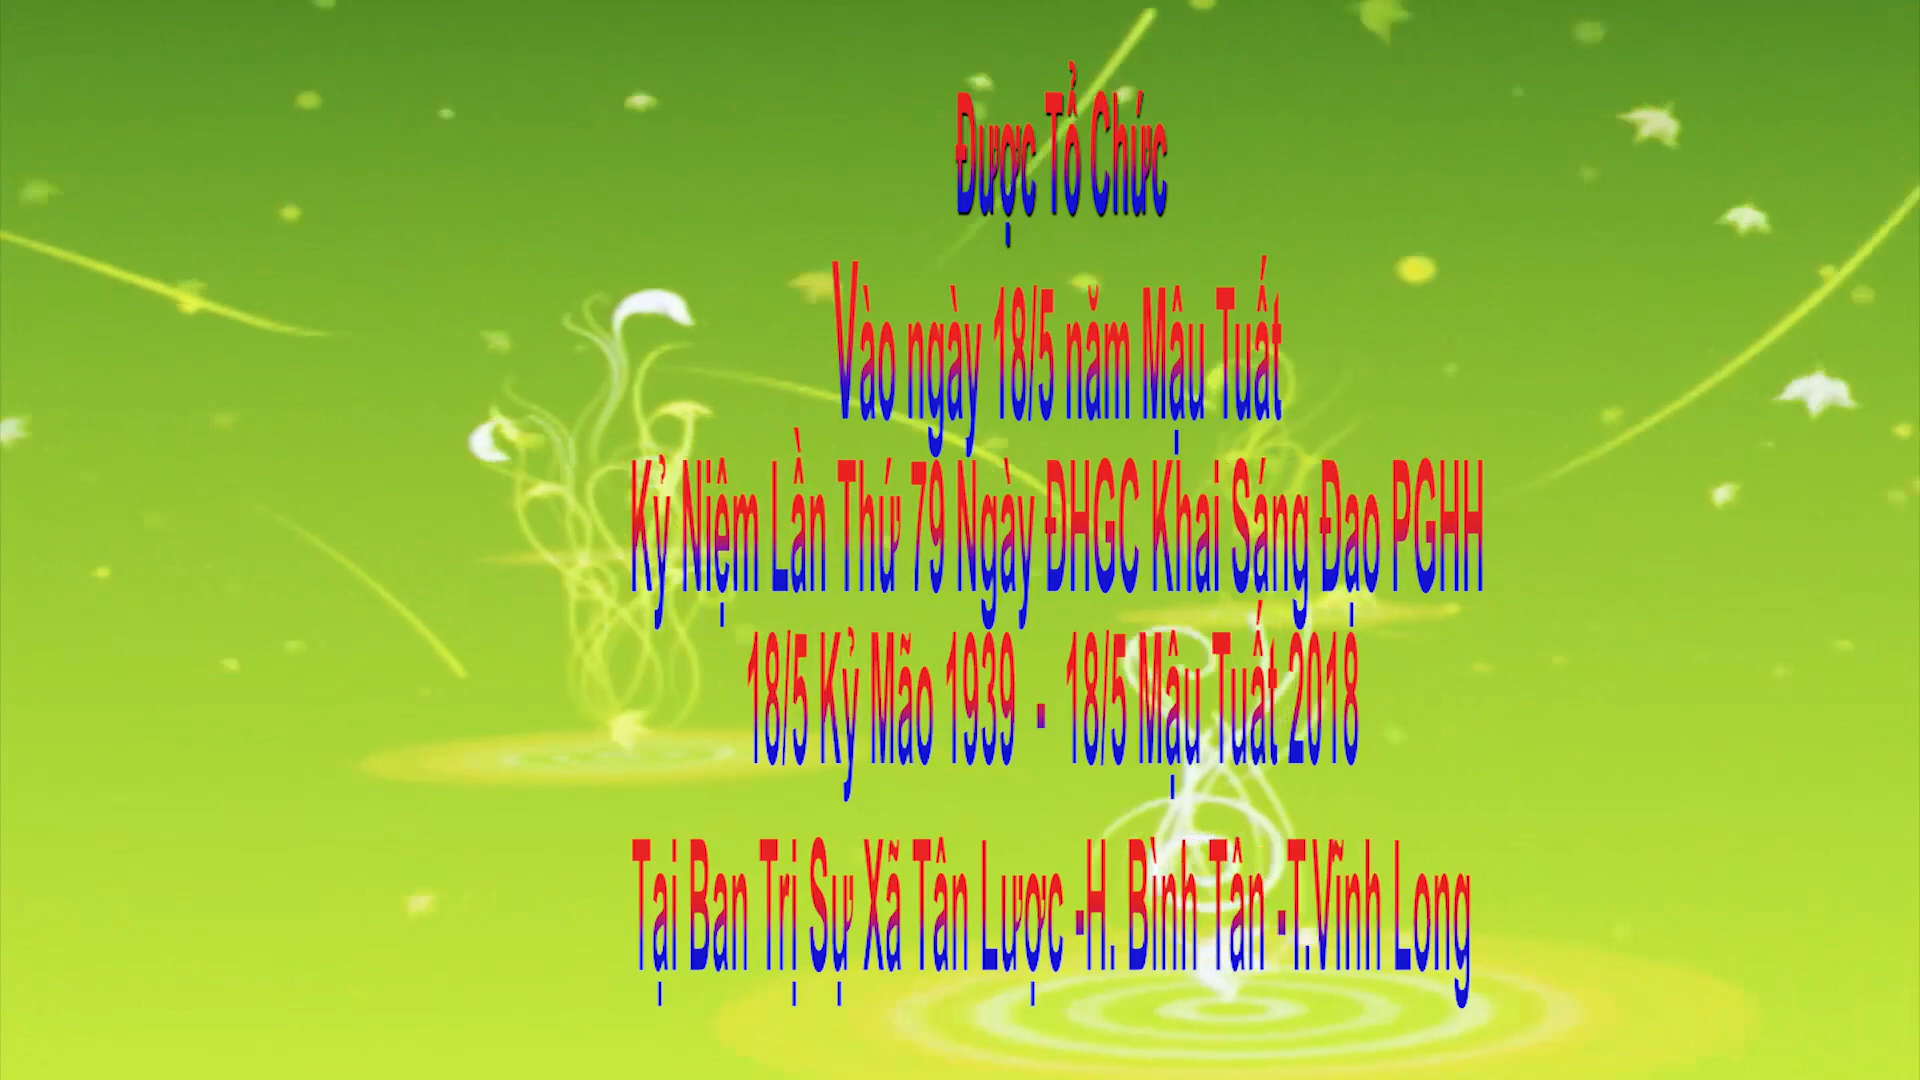 Được Tổ Chức
Vào ngày 18/5 năm Mậu Tuất
Kỷ Niệm Lần Thứ 79 Ngày ĐHGC Khai Sáng Đạo PGHH
18/5 Kỷ Mão 1939 - 18/5 Mậu Tuất 2018
Tại Ban Trị Sự Xã Tân Lược -H. Bình Tân -T.Vĩnh Long